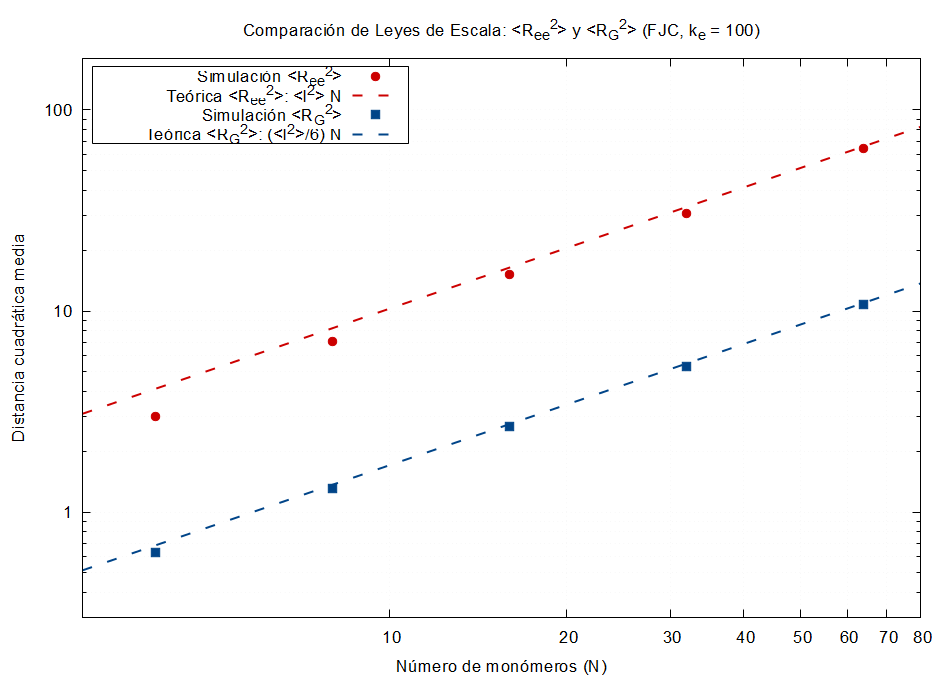 Comparación de Leyes de Escala: <Ree²> y <RG²> (FJC, ke = 100)
Simulación <Ree²>
Teórica <Ree²>: <l²> N
Simulación <RG²>
Teórica <RG²>: (<l²>/6) N
100
10
1
Distancia cuadrática media
10 20 30 40 50 60 70 80
Número de monómeros (N)